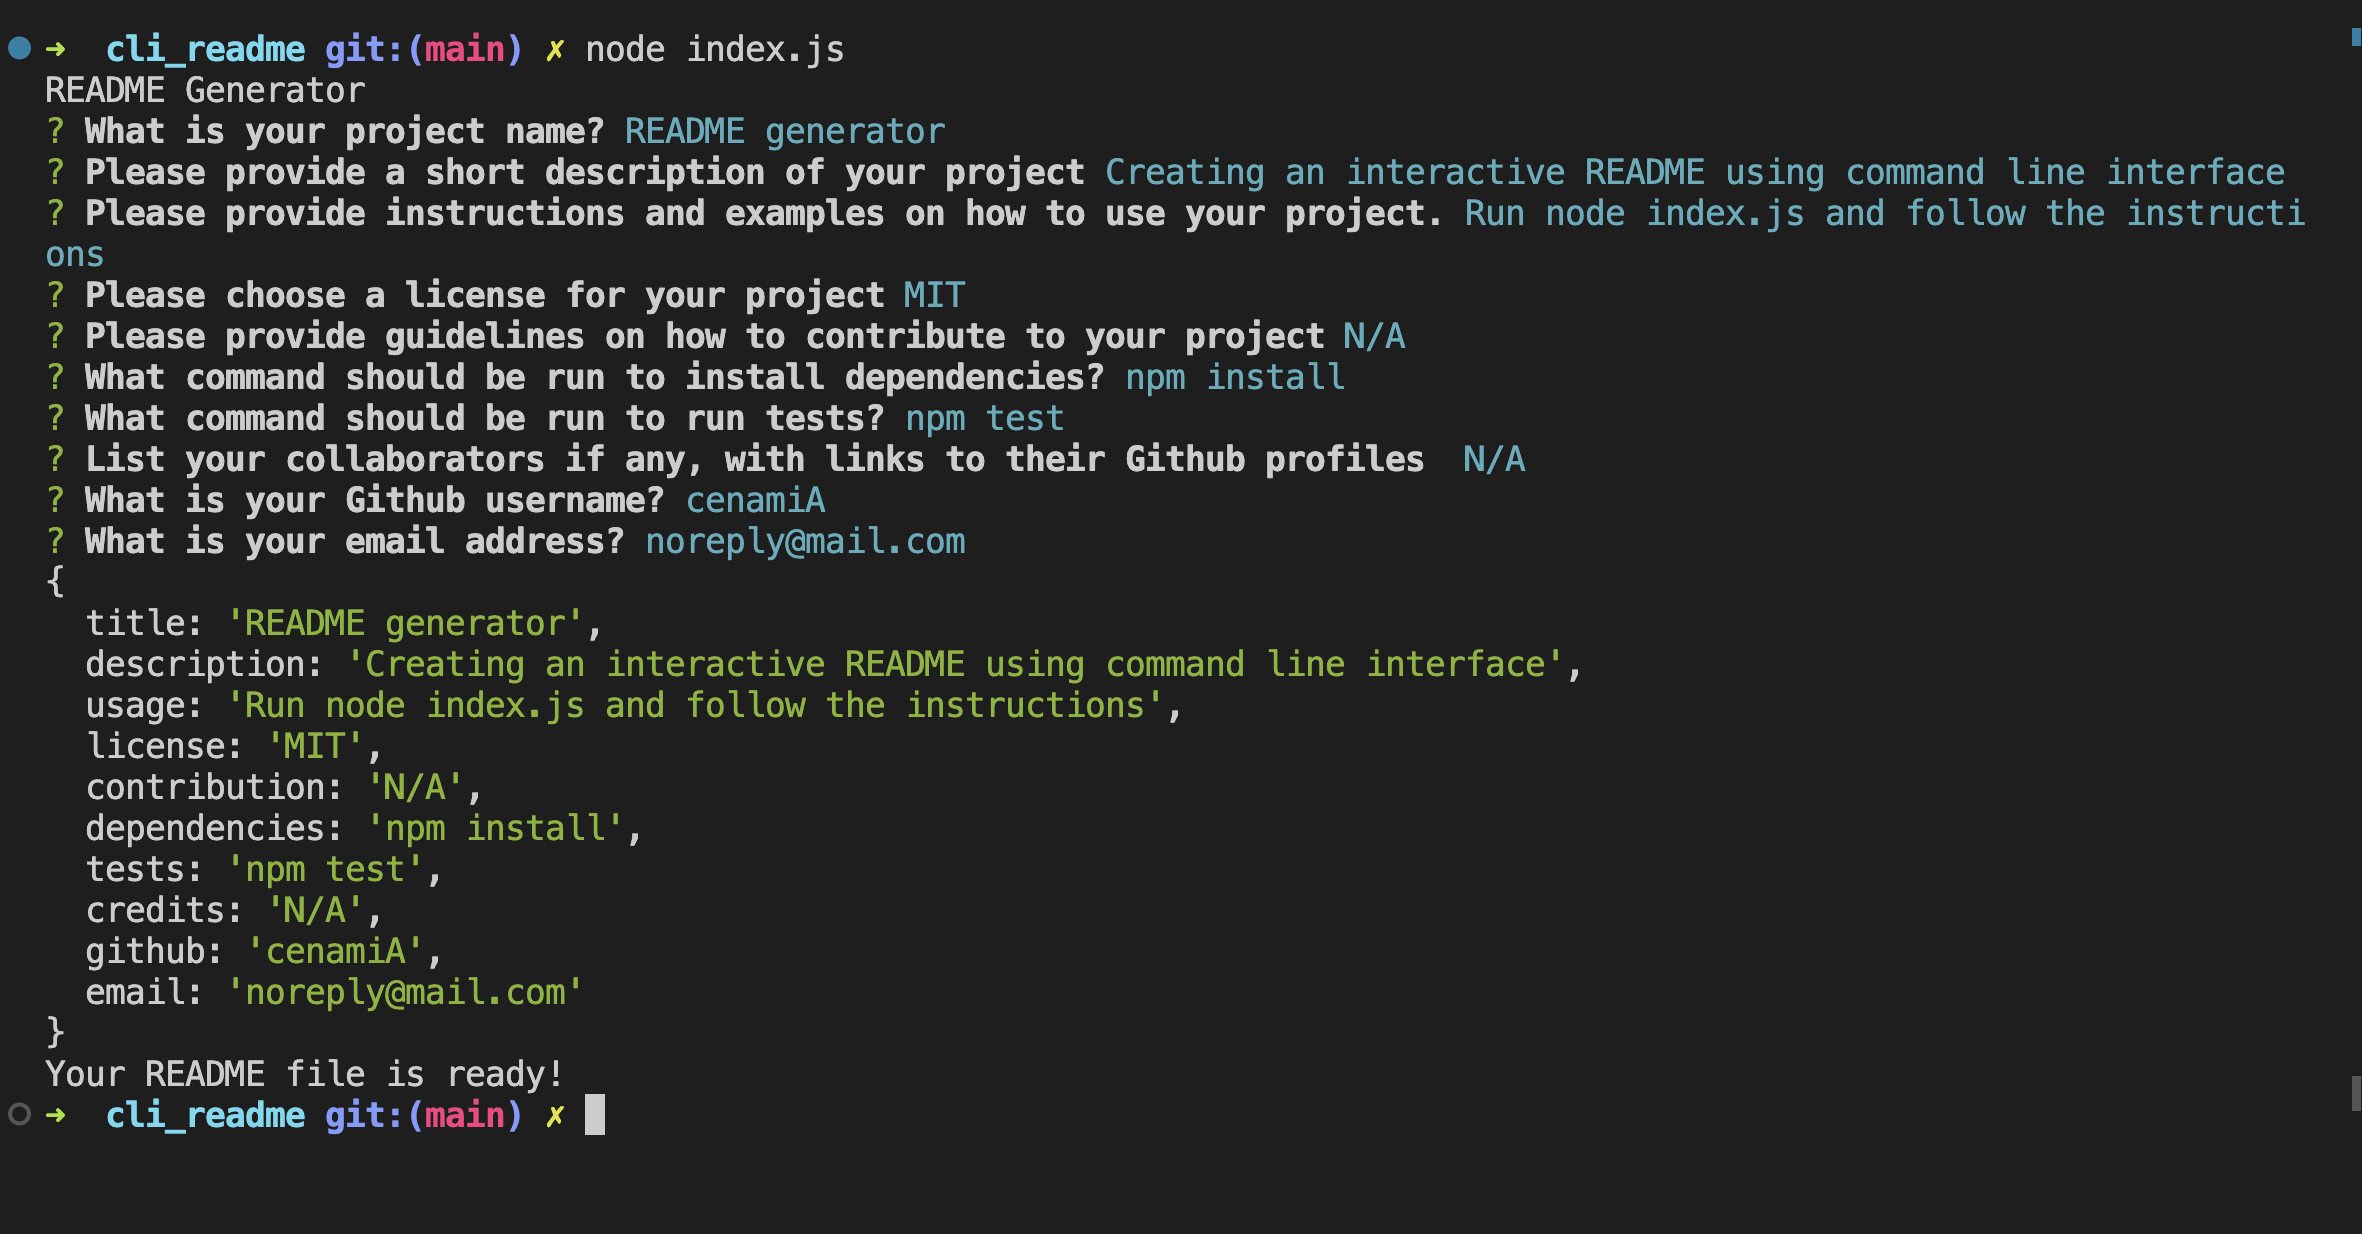 ➜  cli_readme git:(main) ✗ node index.js
README Generator
? What is your project name? README generator
? Please provide a short description of your project Creating an interactive README using command line interface
? Please provide instructions and examples on how to use your project. Run node index.js and follow the instructi
ons
? Please choose a license for your project MIT
? Please provide guidelines on how to contribute to your project N/A
? What command should be run to install dependencies? npm install
? What command should be run to run tests? npm test
? List your collaborators if any, with links to their Github profiles  N/A
? What is your Github username? cenamiA
? What is your email address? noreply@mail.com
{
  title: 'README generator',
  description: 'Creating an interactive README using command line interface',
  usage: 'Run node index.js and follow the instructions',
  license: 'MIT',
  contribution: 'N/A',
  dependencies: 'npm install',
  tests: 'npm test',
  credits: 'N/A',
  github: 'cenamiA',
  email: 'noreply@mail.com'
}
Your README file is ready!
➜  cli_readme git:(main) ✗